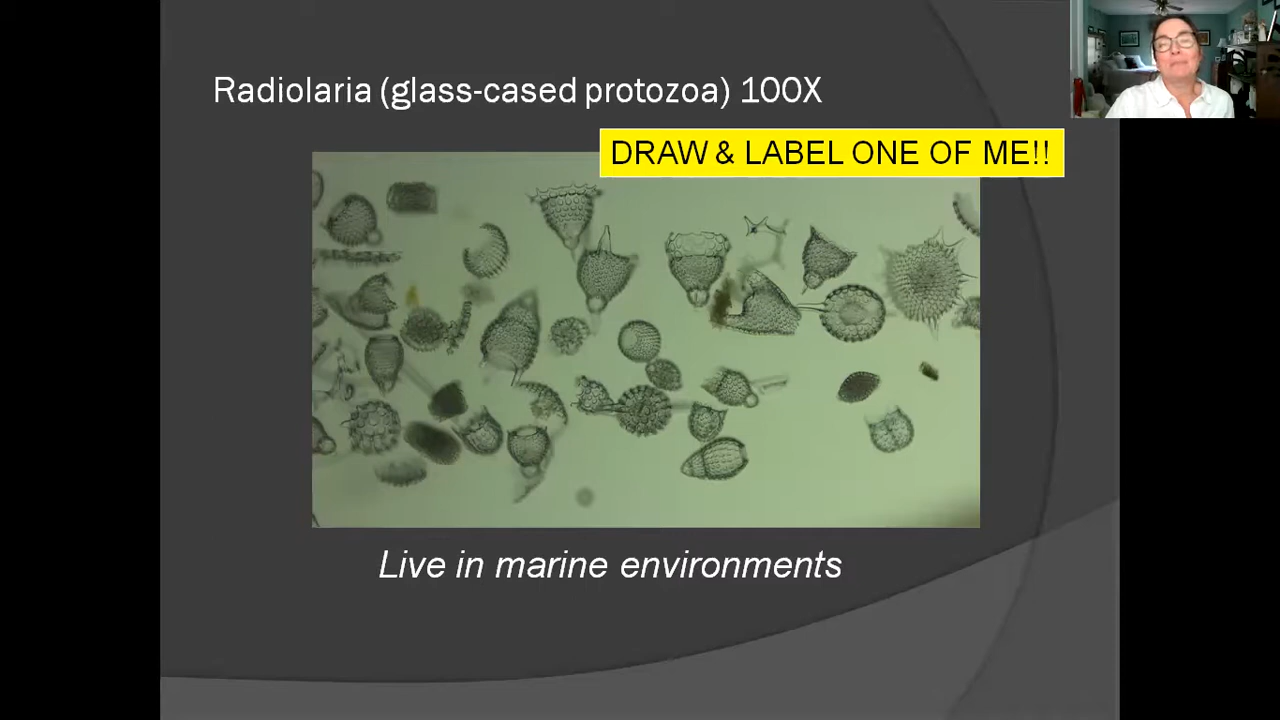 Radiolaria (glass-cased protozoa) 100X
DRAW & LABEL ONE OF ME!!
Live in marine environments